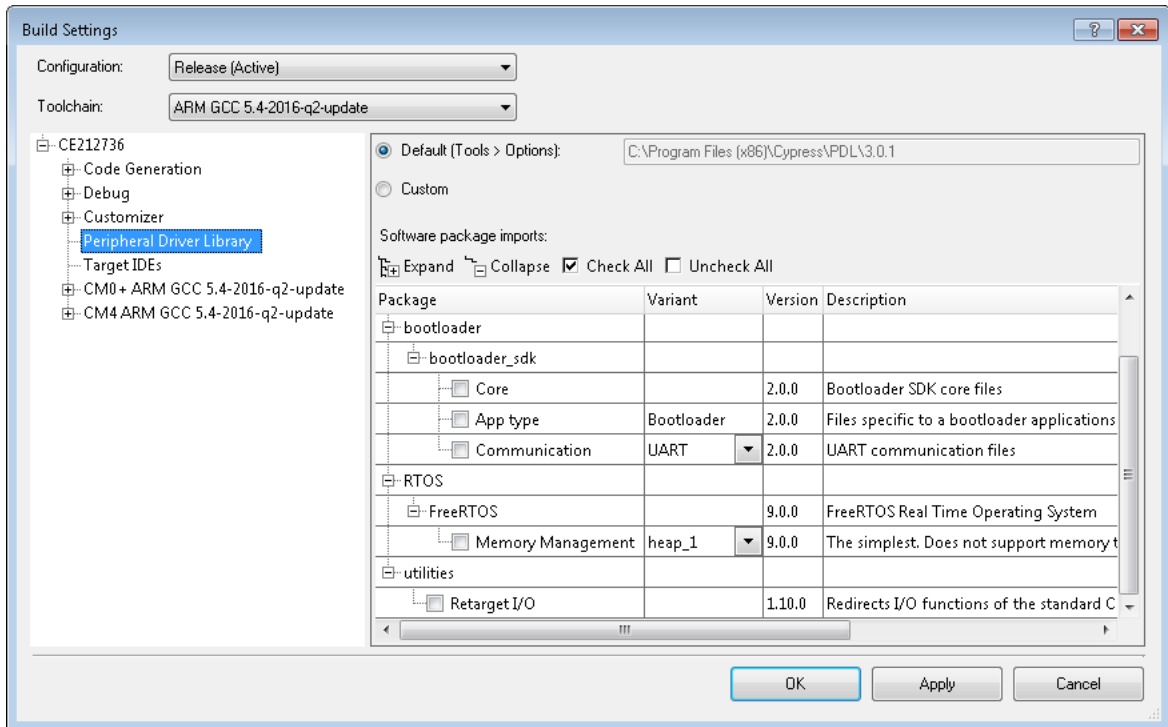 Build Settings
Configuration: Release (Active)
Toolchain: ARM GCC 5.4-2016-q2-update
CE212736
Code Generation
Debug
Customizer
Peripheral Driver Library
Target IDEs
CM0+ ARM GCC 5.4-2016-q2-update
CM4 ARM GCC 5.4-2016-q2-update
Default (Tools > Options): C:\Program Files (x86)\Cypress\PDL\3.0.1
Custom
Software package imports:
Expand Collapse Check All Uncheck All
Package Variant Version Description
bootloader
bootloader_sdk
Core 2.0.0 Bootloader SDK core files
App type Bootloader 2.0.0 Files specific to a bootloader applications
Communication UART 2.0.0 UART communication files
RTOS
FreeRTOS 9.0.0 FreeRTOS Real Time Operating System
Memory Management heap_1 9.0.0 The simplest. Does not support memory t
utilities
Retarget I/O 1.10.0 Redirects I/O functions of the standard C
OK Apply Cancel